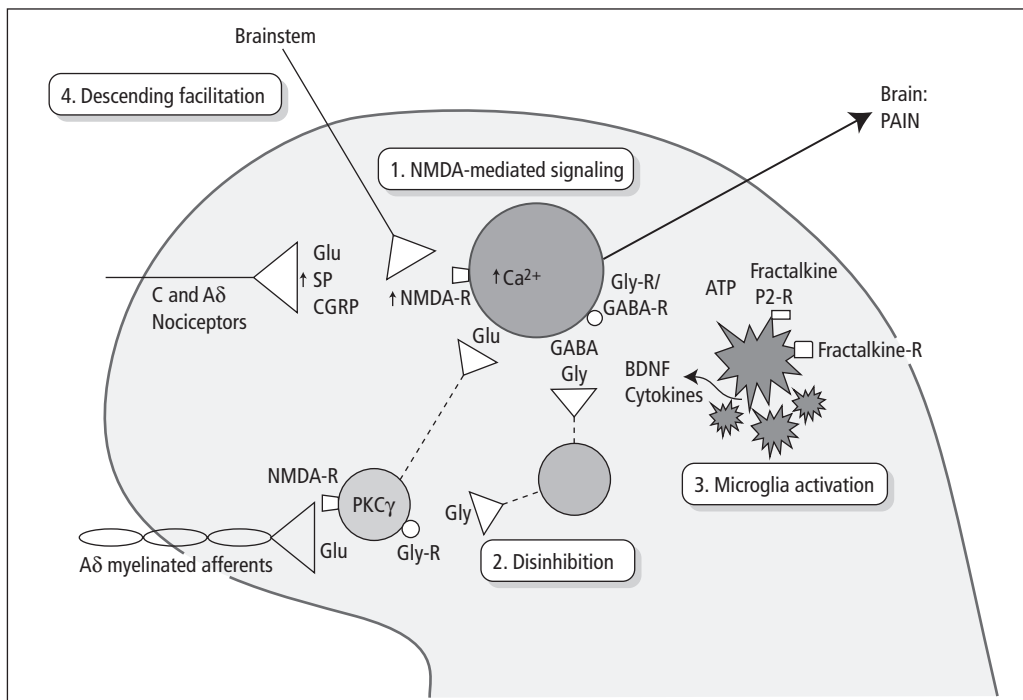 Brainstem
4. Descending facilitation
Brain:
PAIN
1. NMDA-mediated signaling
Glu
↑ SP
CGRP
C and Aδ
Nociceptors
↑ NMDA-R
↑Ca²⁺
Gly-R/
GABA-R
Glu
GABA
Gly
ATP
Fractalkine
P2-R
Fractalkine-R
BDNF
Cytokines
3. Microglia activation
NMDA-R
PKCγ
Gly-R
Glu
Aδ myelinated afferents
Gly
2. Disinhibition